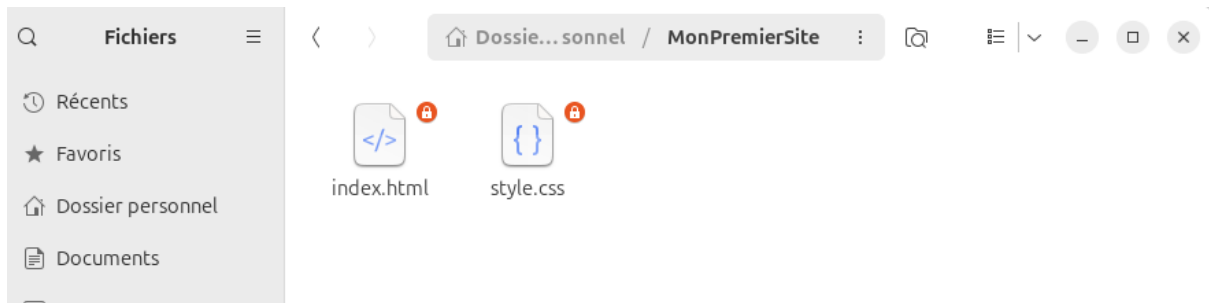 Fichiers
Dossie...sonnel / MonPremierSite
Récents
Favoris
Dossier personnel
Documents
</> { }
index.html style.css